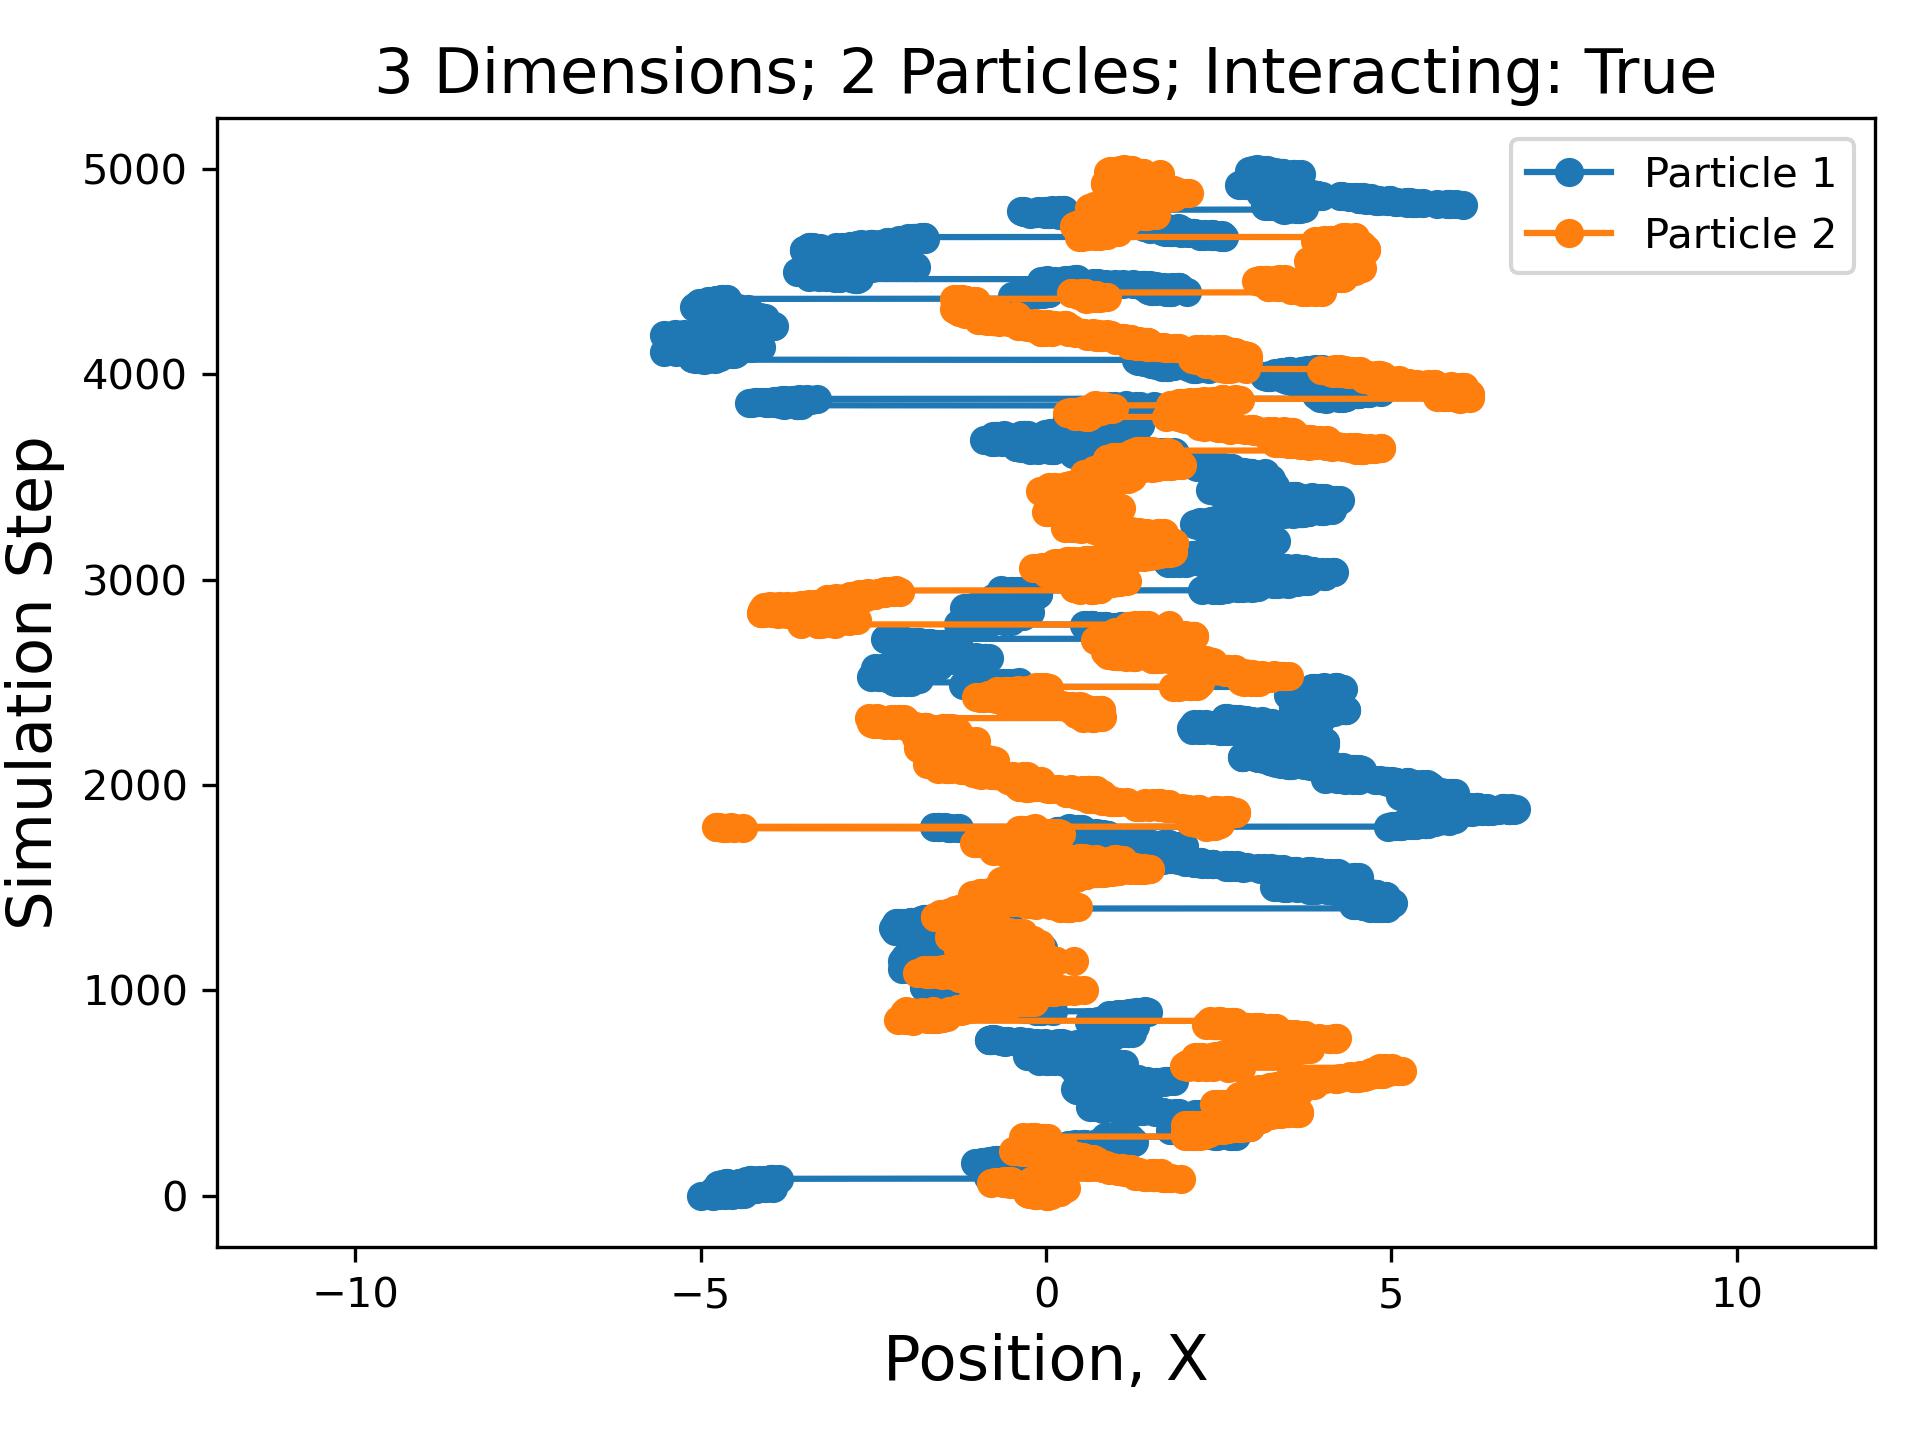 3 Dimensions; 2 Particles; Interacting: True
Particle 1
Particle 2
5000
4000
3000
2000
1000
0
Simulation Step
−10
−5
0
5
10
Position, X